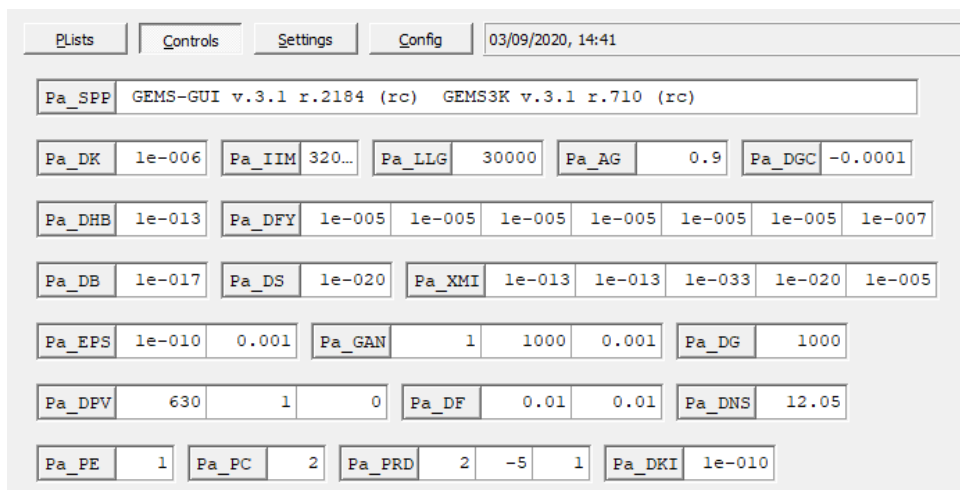 PLists Controls Settings Config 03/09/2020, 14:41
Pa_SPP GEMS-GUI v.3.1 r.2184 (rc) GEMS3K v.3.1 r.710 (rc)
Pa_DK 1e-006 Pa_IIM 320... Pa_LLG 30000 Pa_AG 0.9 Pa_DGC -0.0001
Pa_DHB 1e-013 Pa_DFY 1e-005 1e-005 1e-005 1e-005 1e-005 1e-005 1e-007
Pa_DB 1e-017 Pa_DS 1e-020 Pa_XMI 1e-013 1e-013 1e-033 1e-020 1e-005
Pa_EPS 1e-010 0.001 Pa_GAN 1 1000 0.001 Pa_DG 1000
Pa_DPV 630 1 0 Pa_DF 0.01 0.01 Pa_DNS 12.05
Pa_PE 1 Pa_PC 2 Pa_PRD 2 -5 1 Pa_DKI 1e-010